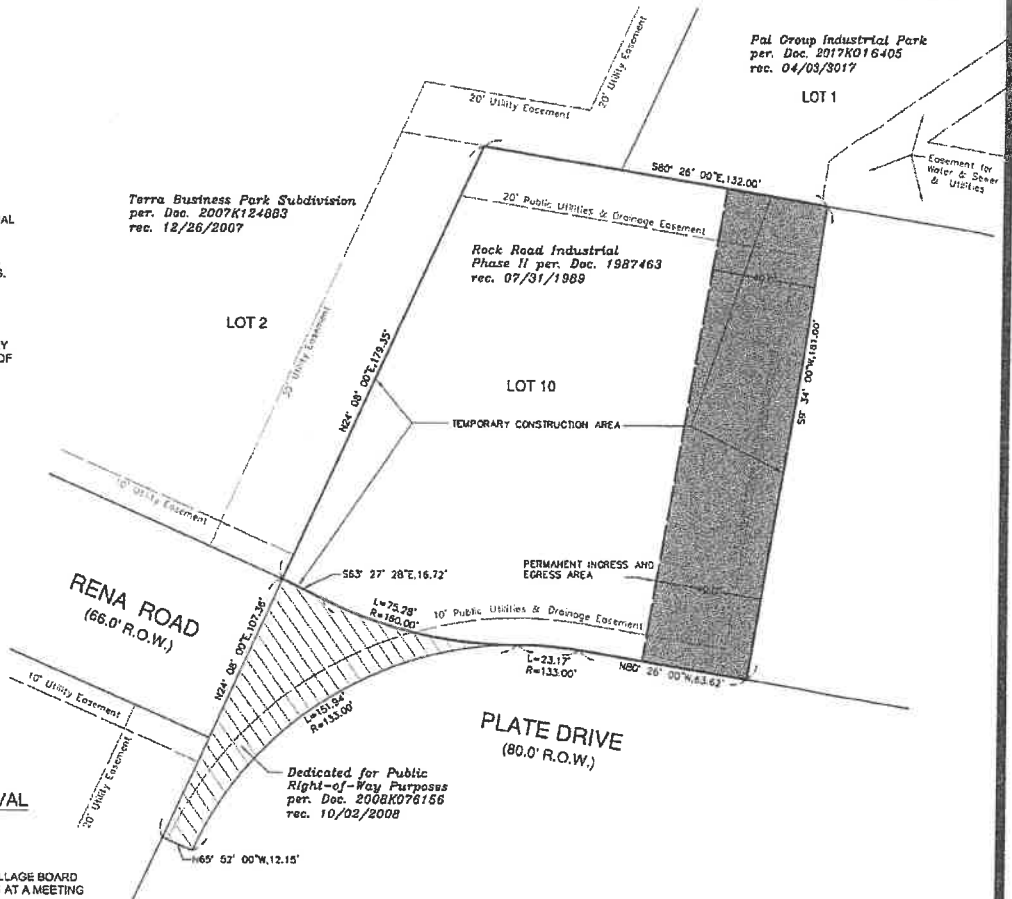 Pal Group Industrial Park
per. Doc. 2017K016405
rec. 04/03/3017
LOT 1
20' Utility Easement
20' Utility Easement
Easement for
Water & Sewer
& Utilities
S80° 26' 00"E,132.00'
20' Public Utilities & Drainage Easement
Terra Business Park Subdivision
per. Doc. 2007K124883
rec. 12/26/2007
AL
Rock Road Industrial
Phase II per. Doc. 1987463
rec. 07/31/1989
S.
LOT 2
Y
OF
Utility Easement
N24° 08' 00"E,179.35'
S9° 34' 00"W,181.00'
LOT 10
TEMPORARY CONSTRUCTION AREA
10' Utility Easement
PERMANENT INGRESS AND
EGRESS AREA
S63° 27' 28"E,16.72'
RENA ROAD
(66.0' R.O.W.)
L=75.28'
R=160.00'
10' Public Utilities & Drainage Easement
N24° 08' 00"E,107.36'
L=23.17'
R=133.00'
N80° 26' 00"W,83.62'
10' Utility Easement
L=151.94'
R=133.00'
PLATE DRIVE
(80.0' R.O.W.)
20' Utility Easement
Dedicated for Public
Right-of-Way Purposes
per. Doc. 2008K076156
rec. 10/02/2008
VAL
N65° 52' 00"W,12.15'
LLAGE BOARD
AT A MEETING